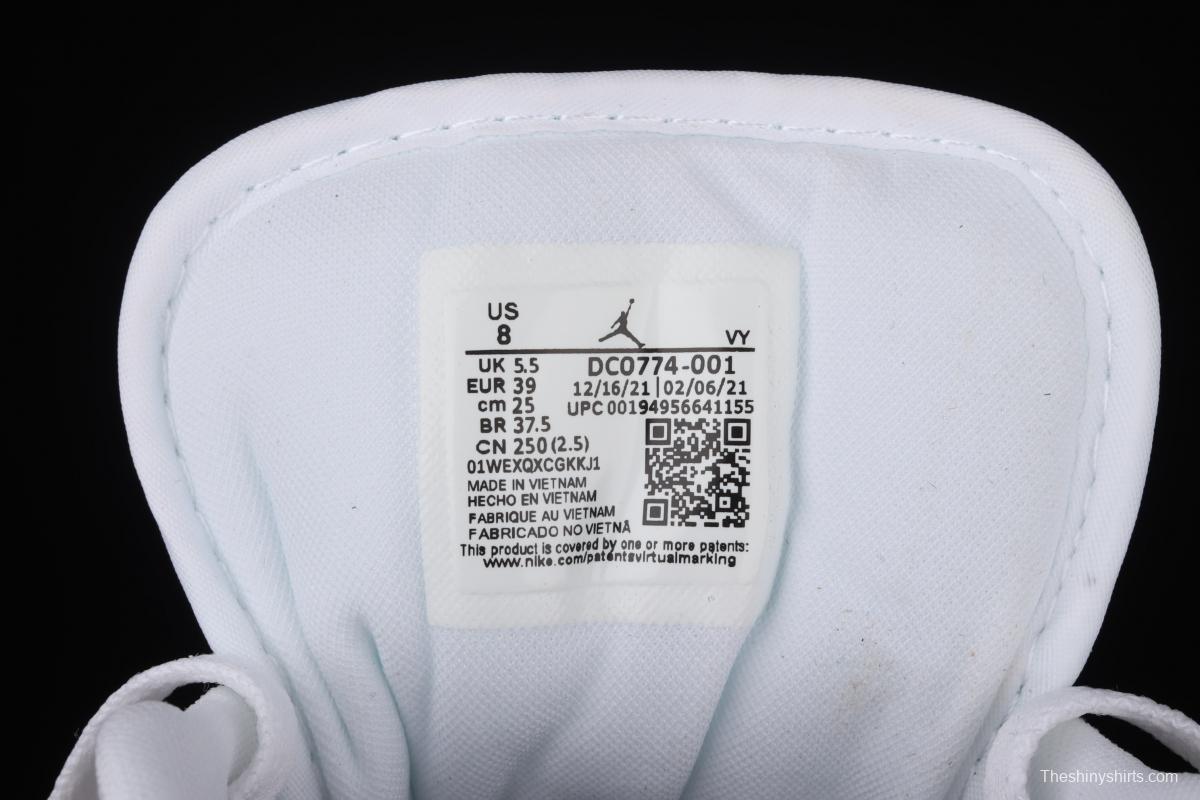 US
8
VY
UK 5.5
DC0774-001
EUR 39
12/16/21 | 02/06/21
cm 25
UPC 00194956641155
BR 37.5
CN 250 (2.5)
01WEXQXCGKKJ1
MADE IN VIETNAM
HECHO EN VIETNAM
FABRIQUE AU VIETNAM
FABRICADO NO VIETNÃ
This product is covered by one or more patents:
www.nike.com/patentsvirtualmarking
Theshinyshirts.com